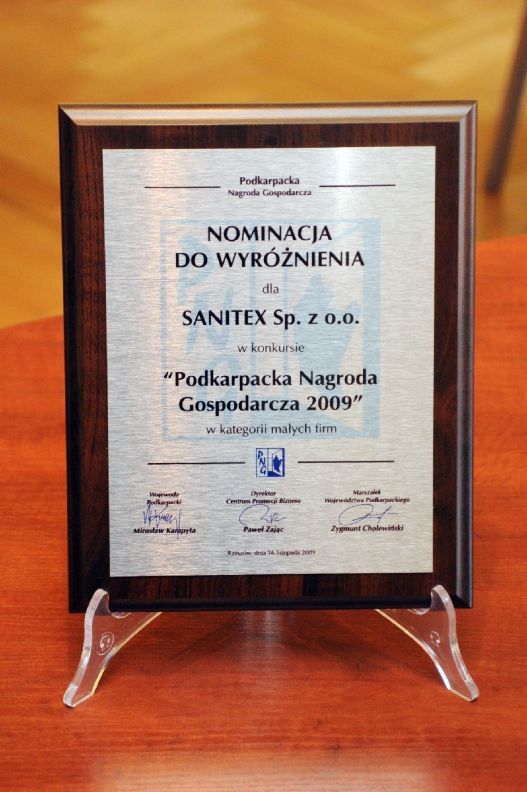 Podkarpacka
Nagroda Gospodarcza
NOMINACJA
DO WYRÓŻNIENIA
dla
SANITEX Sp. z o.o.
w konkursie
“Podkarpacka Nagroda
Gospodarcza 2009”
w kategorii małych firm
PNG
Wojewoda
Podkarpacki
Mirosław Karapyta
Dyrektor
Centrum Promocji Biznesu
Paweł Zając
Marszałek
Województwa Podkarpackiego
Zygmunt Cholewiński
Rzeszów, dnia 16 listopada 2009